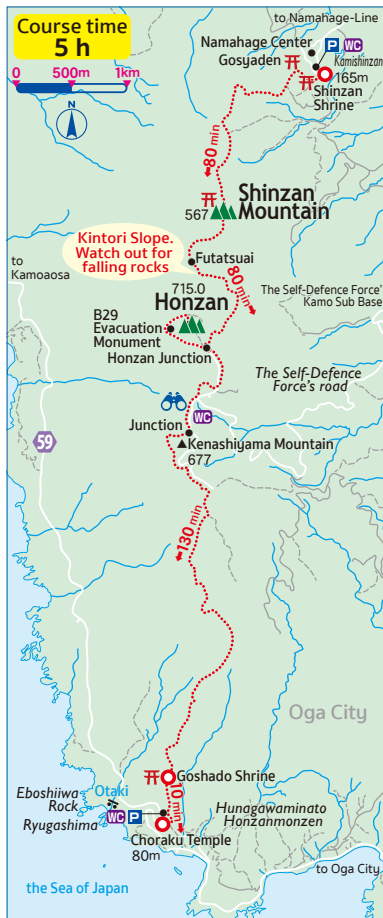 Course time
5 h
0 500m 1km
N
to Namahage-Line
Namahage Center
P WC
Kamishinzan
Gosyaden
165m
Shinzan
Shrine
80 min
Shinzan
Mountain
567
Kintori Slope.
Watch out for
falling rocks
Futatsuai
80 min
to
Kamoaosa
The Self-Defence Force'
Kamo Sub Base
715.0
Honzan
B29
Evacuation
Monument
Honzan Junction
The Self-Defence
Force's road
WC
Junction
Kenashiyama Mountain
677
59
130 min
Oga City
Goshado Shrine
10 min
Eboshiiwa
Rock
Otaki
WC P
Ryugashima
Hunagawaminato
Honzanmonzen
Choraku Temple
80m
to Oga City
the Sea of Japan